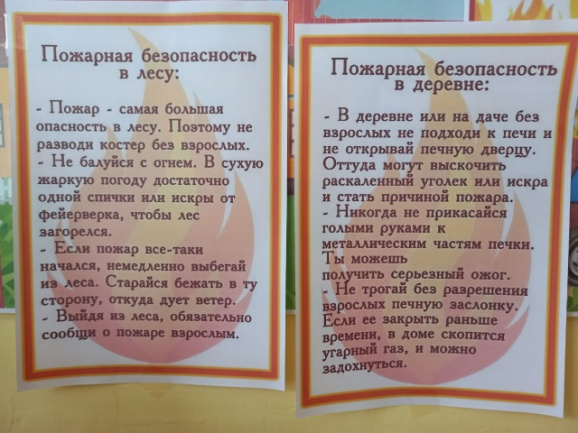 Пожарная безопасность
в лесу:
- Пожар - самая большая
опасность в лесу. Поэтому не
разводи костер без взрослых.
- Не балуйся с огнем. В сухую
жаркую погоду достаточно
одной спички или искры от
фейерверка, чтобы лес
загорелся.
- Если пожар все-таки
начался, немедленно выбегай
из леса. Старайся бежать в ту
сторону, откуда дует ветер.
- Выйдя из леса, обязательно
сообщи о пожаре взрослым.
Пожарная безопасность
в деревне:
- В деревне или на даче без
взрослых не подходи к печи и
не открывай печную дверцу.
Оттуда могут выскочить
раскаленный уголек или искра
и стать причиной пожара.
- Никогда не прикасайся
голыми руками к
металлическим частям печки.
Ты можешь
получить серьезный ожог.
- Не трогай без разрешения
взрослых печную заслонку.
Если ее закрыть раньше
времени, в доме скопится
угарный газ, и можно
задохнуться.